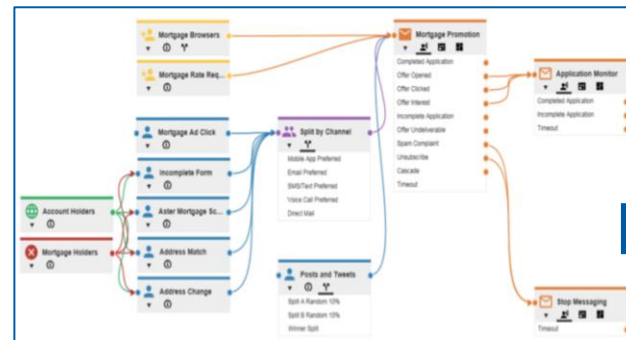 Mortgage Browsers
Mortgage Rate Req...
Mortgage Ad Click
Incomplete Form
Aster Mortgage Sc...
Address Match
Address Change
Account Holders
Mortgage Holders
Split by Channel
Mobile App Preferred
Email Preferred
SMS/Text Preferred
Voice Call Preferred
Direct Mail
Posts and Tweets
Split A Random 10%
Split B Random 10%
Winner Split
Mortgage Promotion
Completed Application
Offer Opened
Offer Clicked
Offer Interest
Incomplete Application
Offer Undeliverable
Spam Complaint
Unsubscribe
Cascade
Timeout
Application Monitor
Completed Application
Incomplete Application
Timeout
Stop Messaging
Timeout